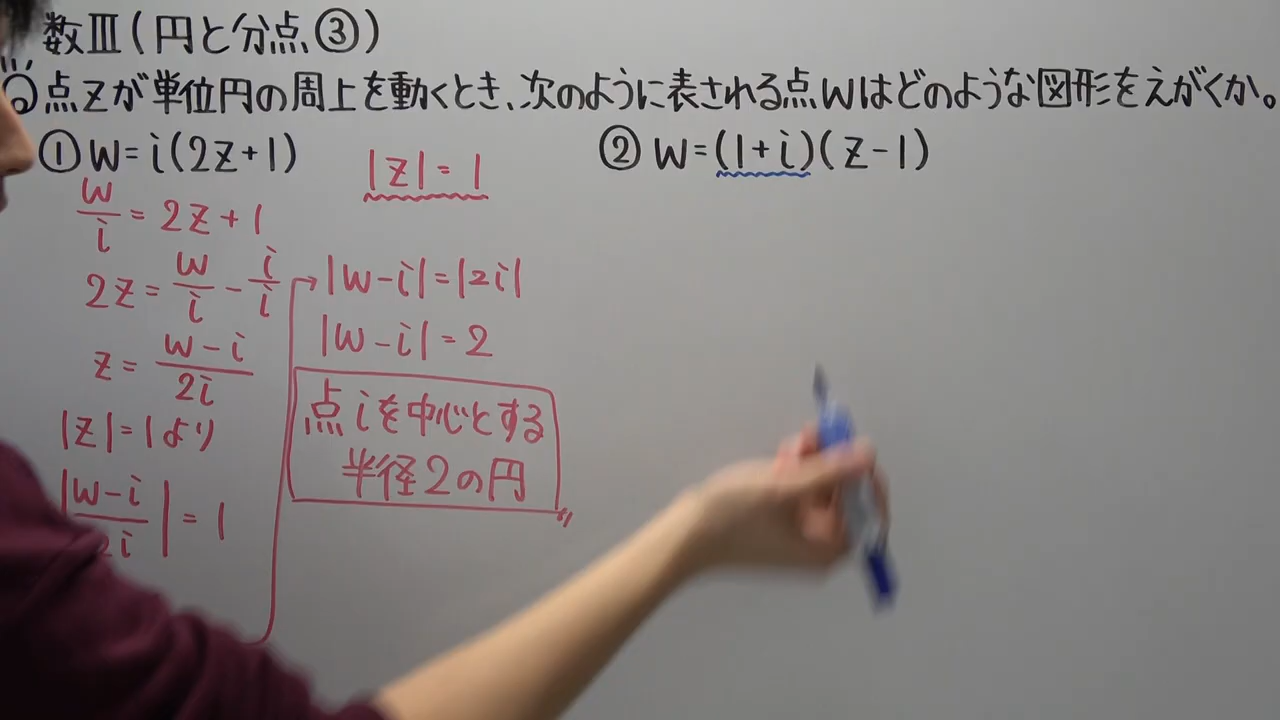 数Ⅲ(円と分点③)
◎点Zが単位円の周上を動くとき、次のように表される点Wはどのような図形をえがくか。
① W=i(2Z+1)
|Z|=1
W/i=2Z+1
2Z=W/i-i/i
Z=(W-i)/2i
|Z|=1より
|(W-i)/2i|=1
|W-i|=|2i|
|W-i|=2
点iを中心とする
半径2の円
② W=(1+i)(Z-1)